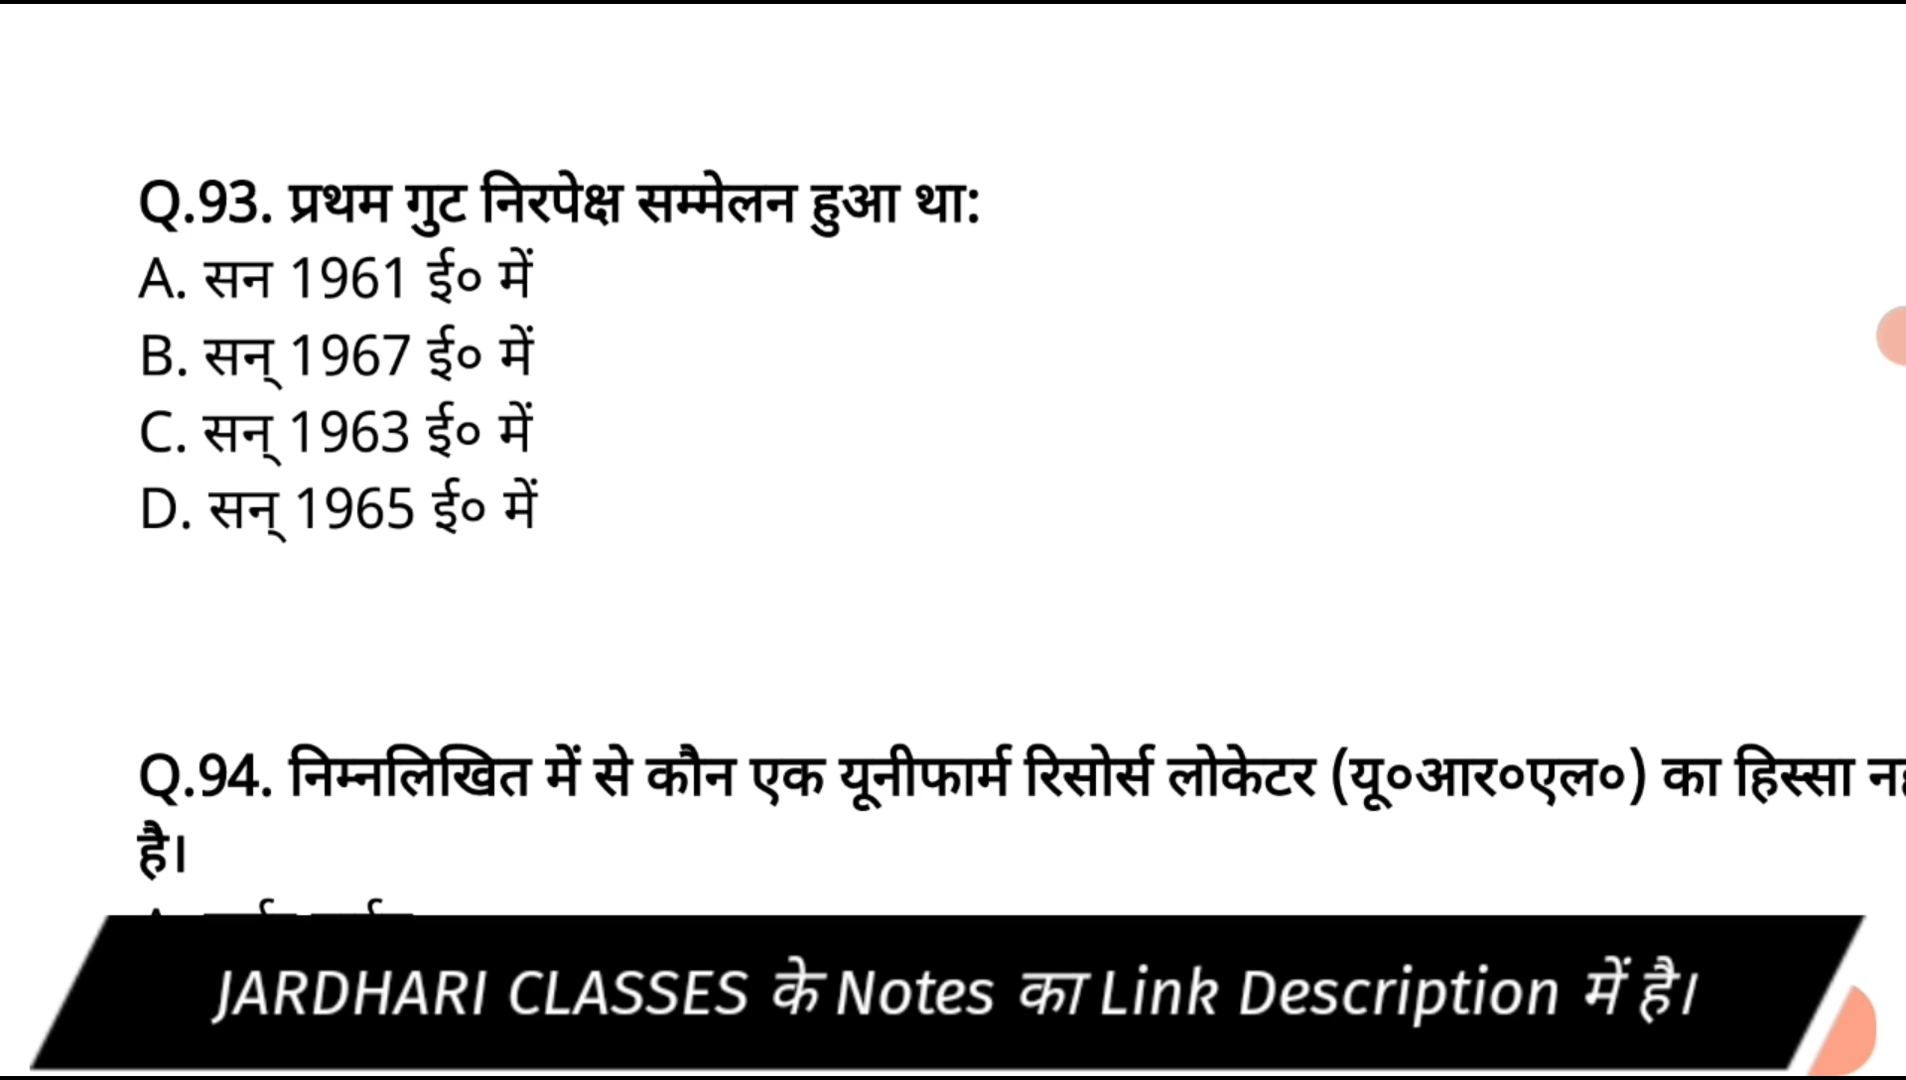 Q.93. प्रथम गुट निरपेक्ष सम्मेलन हुआ था:
A. सन 1961 ई० में
B. सन् 1967 ई० में
C. सन् 1963 ई० में
D. सन् 1965 ई० में
Q.94. निम्नलिखित में से कौन एक यूनीफार्म रिसोर्स लोकेटर (यू०आर०एल०) का हिस्सा
है।
JARDHARI CLASSES के Notes का Link Description में है।